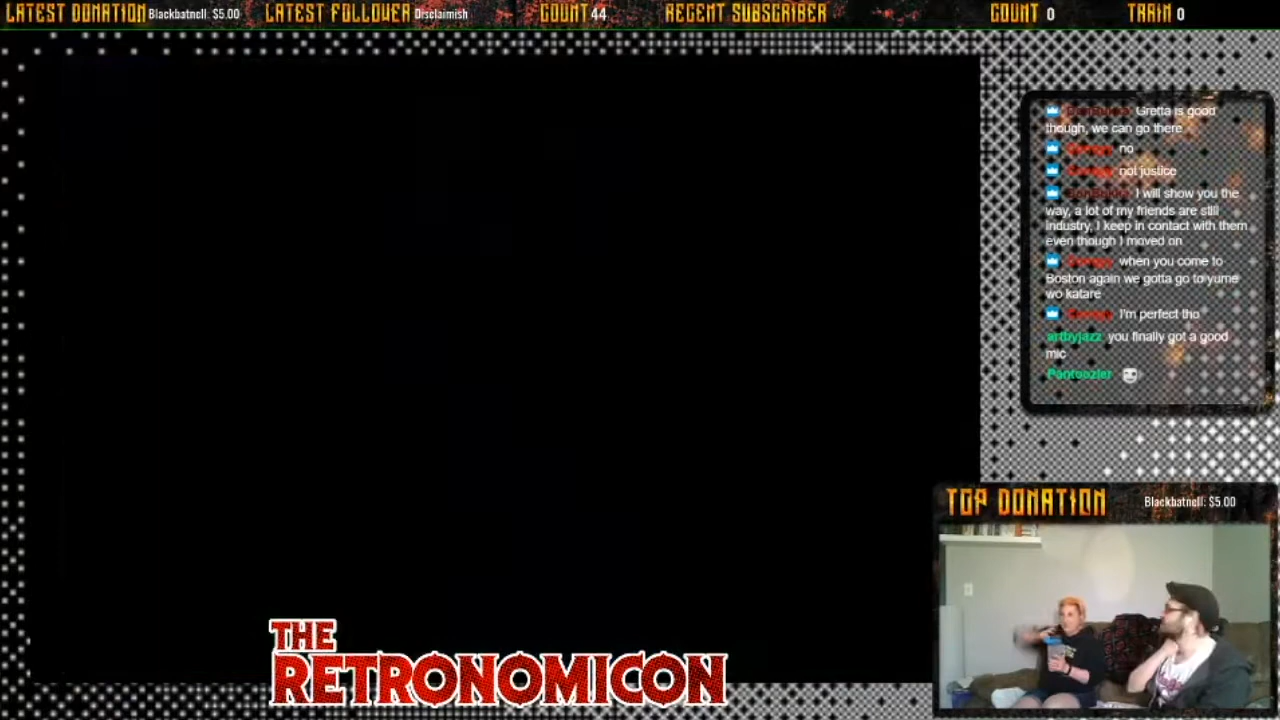 LATEST DONATION Blackbatnell: $5.00 LATEST FOLLOWER Disclaimish COUNT 44 RECENT SUBSCRIBER COUNT 0 TRAIN 0
Gretta is good
though, we can go there
no
not justice
I will show you the
way, a lot of my friends are still
industry, I keep in contact with them
even though I moved on
when you come to
Boston again we gotta go to yume
wo katare
I'm perfect tho
artbyjazz: you finally got a good
mic
Pantoozler:
TOP DONATION Blackbatnell: $5.00
THE
RETRONOMICON